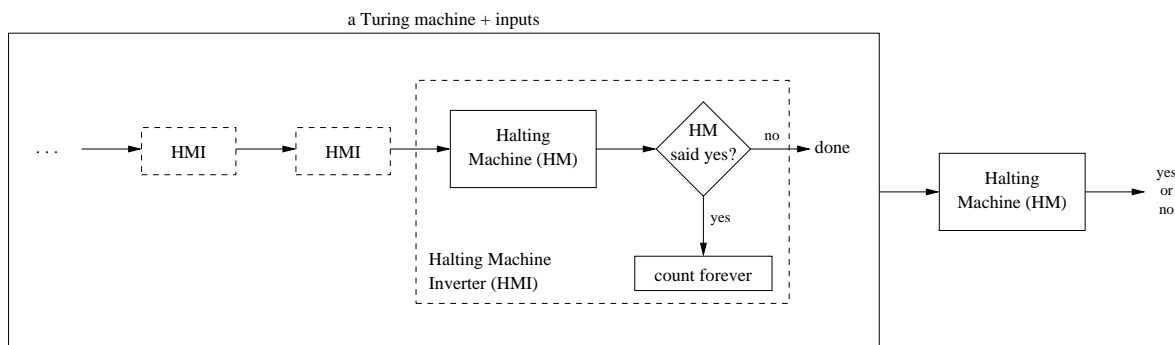 a Turing machine + inputs
. . .
HMI
HMI
Halting
Machine (HM)
HM
said yes?
no
done
yes
count forever
Halting Machine
Inverter (HMI)
Halting
Machine (HM)
yes
or
no